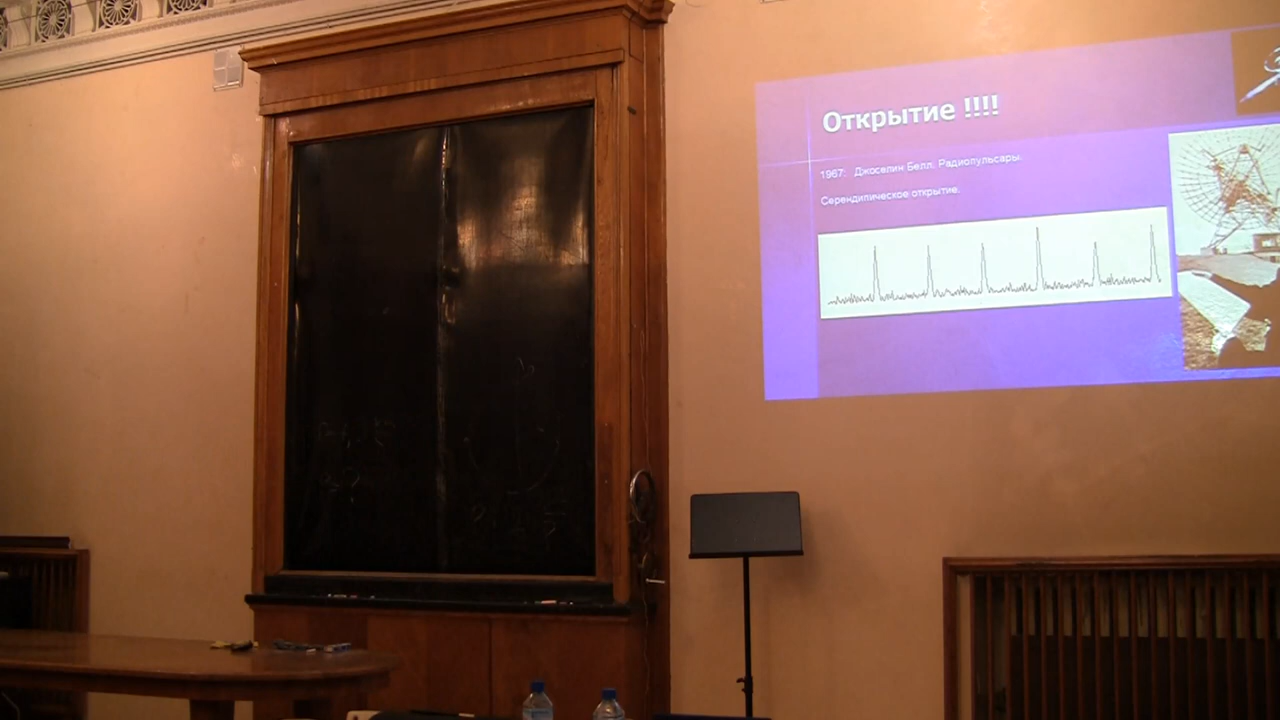 Открытие !!!!
1967: Джоселин Белл. Радиопульсары.
Серендипическое открытие.